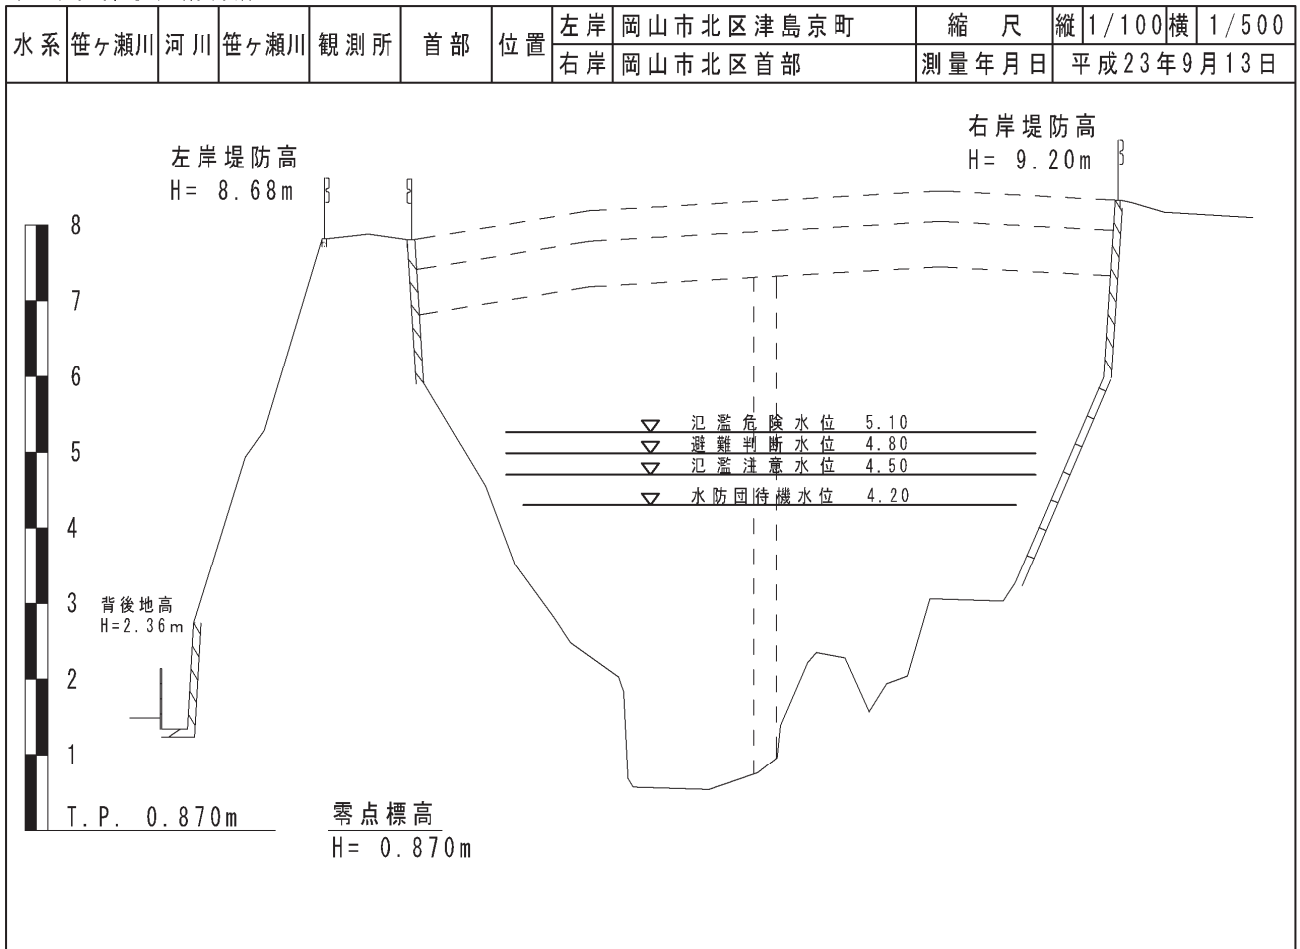 水系 笹ヶ瀬川 河川 笹ヶ瀬川 観測所 首部 位置 左岸 岡山市北区津島京町 縮尺 縦 1/100 横 1/500
右岸 岡山市北区首部 測量年月日 平成23年9月13日
右岸堤防高
H= 9.20m
左岸堤防高
H= 8.68m
8
7
6
氾濫危険水位 5.10
避難判断水位 4.80
5
氾濫注意水位 4.50
水防団待機水位 4.20
4
3
背後地高
H=2.36m
2
1
T.P. 0.870m
零点標高
H= 0.870m